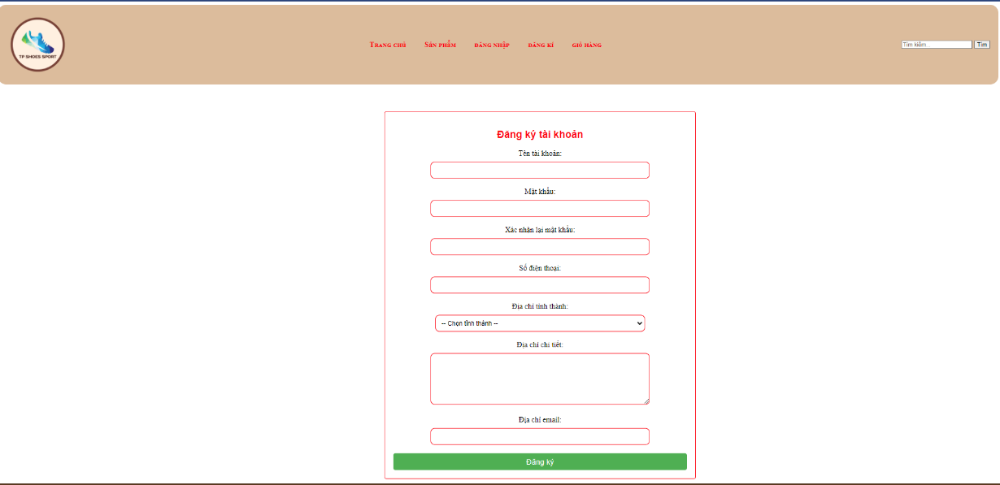 TP SHOES SPORT
Trang chủ Sản phẩm đăng nhập đăng kí giỏ hàng
Tìm kiếm... Tìm
Đăng ký tài khoản
Tên tài khoản:
Mật khẩu:
Xác nhận lại mật khẩu:
Số điện thoại:
Địa chỉ tỉnh thành:
-- Chọn tỉnh thành --
Địa chỉ chi tiết:
Địa chỉ email:
Đăng ký